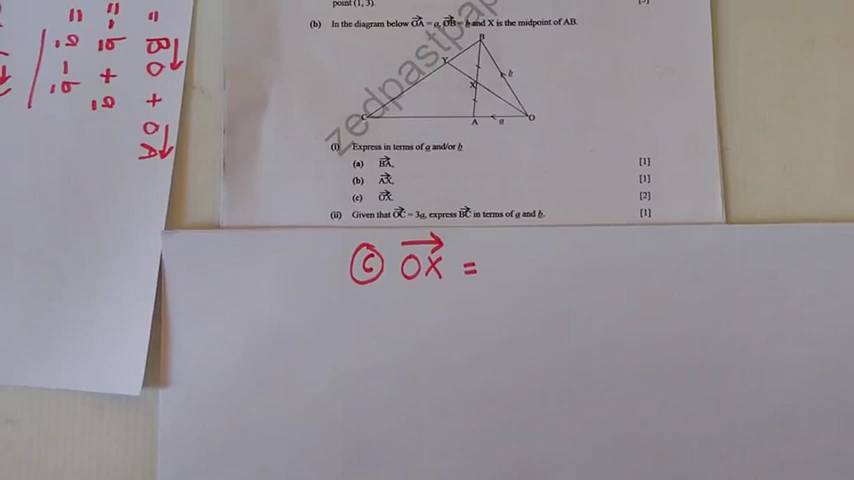 point (1, 3).
[3]
(b) In the diagram below OA = a, OB = b and X is the midpoint of AB.
B
Y
b
X
C
A
a
O
zedpastpap
(i) Express in terms of a and/or b
(a) BA, [1]
(b) AX, [1]
(c) OX. [2]
(ii) Given that OC = 3a, express BC in terms of a and b. [1]
= BO + OA
= -b + a
= a - b
(c) OX =